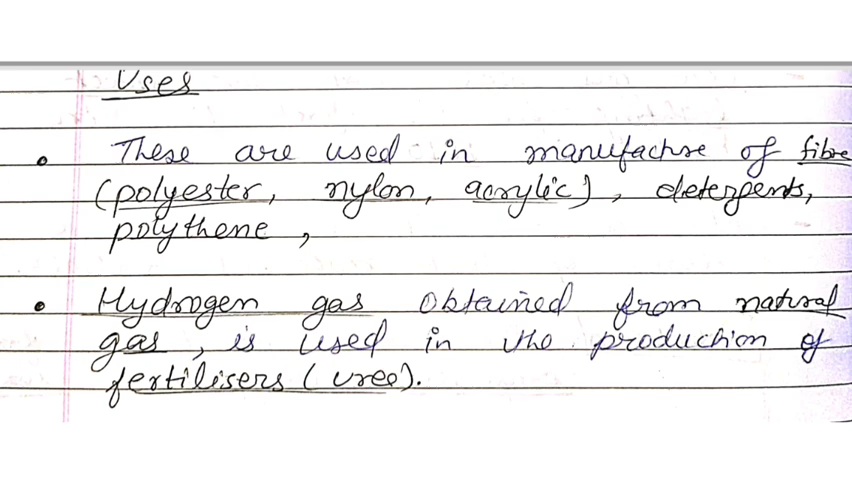 Uses
• These are used in manufacture of fibre
(polyester, nylon, acrylic), detergents,
polythene,
• Hydrogen gas obtained from natural
gas, is used in the production of
fertilisers (urea).